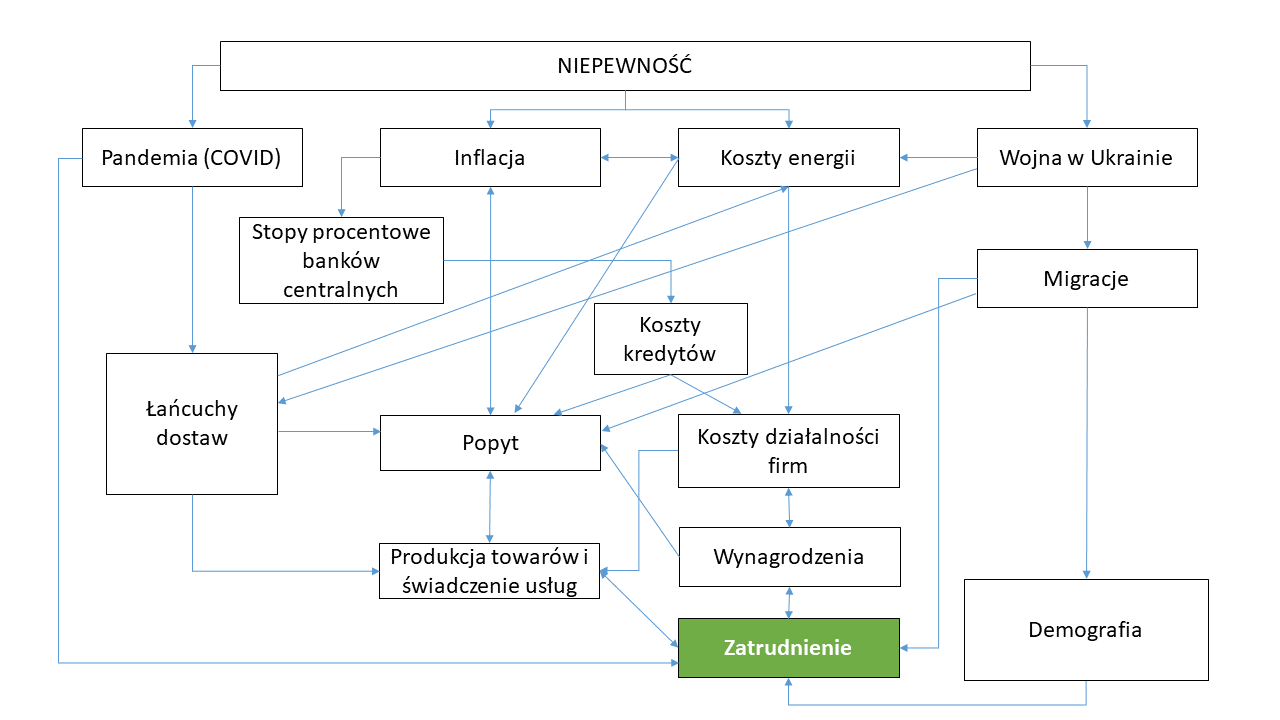 NIEPEWNOŚĆ
Pandemia (COVID)
Inflacja
Koszty energii
Wojna w Ukrainie
Stopy procentowe
banków
centralnych
Migracje
Koszty
kredytów
Łańcuchy
dostaw
Popyt
Koszty działalności
firm
Produkcja towarów i
świadczenie usług
Wynagrodzenia
Zatrudnienie
Demografia